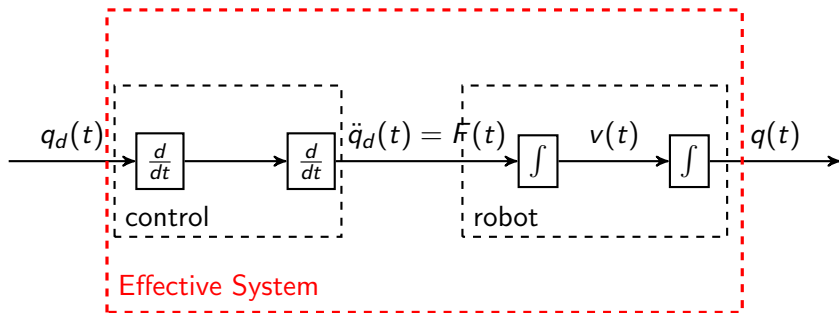 q_d(t)
d/dt
d/dt
q̈_d(t) = F(t)
∫
v(t)
∫
q(t)
control
robot
Effective System